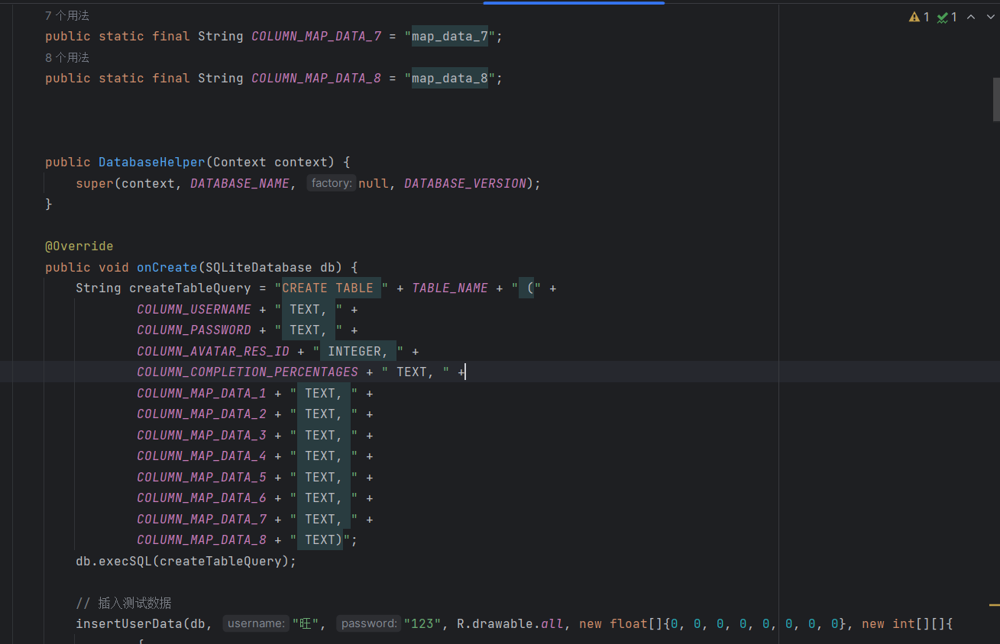 7 个用法
public static final String COLUMN_MAP_DATA_7 = "map_data_7";
8 个用法
public static final String COLUMN_MAP_DATA_8 = "map_data_8";
1 1
public DatabaseHelper(Context context) {
super(context, DATABASE_NAME, factory: null, DATABASE_VERSION);
}
@Override
public void onCreate(SQLiteDatabase db) {
String createTableQuery = "CREATE TABLE " + TABLE_NAME + " (" +
COLUMN_USERNAME + " TEXT, " +
COLUMN_PASSWORD + " TEXT, " +
COLUMN_AVATAR_RES_ID + " INTEGER, " +
COLUMN_COMPLETION_PERCENTAGES + " TEXT, " +
COLUMN_MAP_DATA_1 + " TEXT, " +
COLUMN_MAP_DATA_2 + " TEXT, " +
COLUMN_MAP_DATA_3 + " TEXT, " +
COLUMN_MAP_DATA_4 + " TEXT, " +
COLUMN_MAP_DATA_5 + " TEXT, " +
COLUMN_MAP_DATA_6 + " TEXT, " +
COLUMN_MAP_DATA_7 + " TEXT, " +
COLUMN_MAP_DATA_8 + " TEXT)";
db.execSQL(createTableQuery);
// 插入测试数据
insertUserData(db, username: "旺", password: "123", R.drawable.all, new float[]{0, 0, 0, 0, 0, 0, 0, 0}, new int[][]{
{